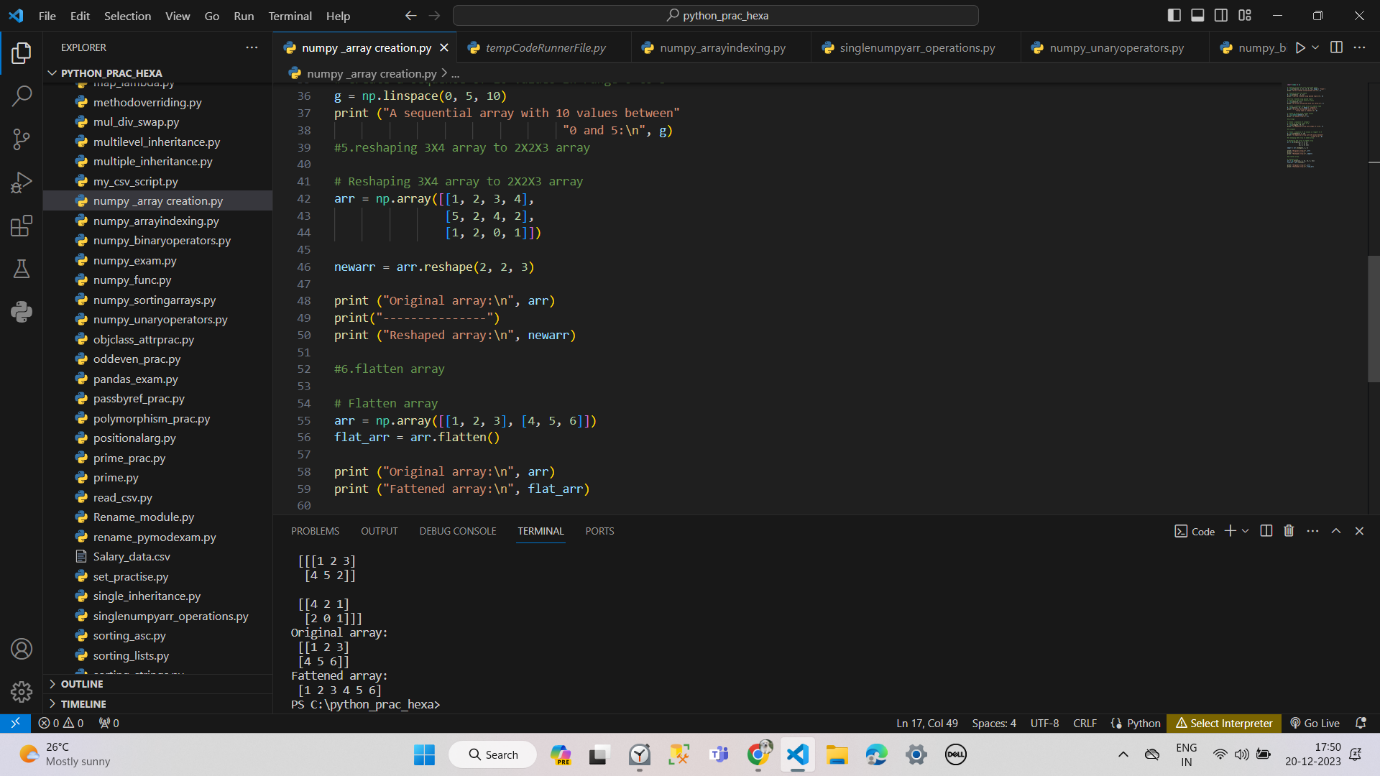 File Edit Selection View Go Run Terminal Help
python_prac_hexa
EXPLORER
numpy _array creation.py
tempCodeRunnerFile.py
numpy_arrayindexing.py
singlenumpyarr_operations.py
numpy_unaryoperators.py
numpy_b
PYTHON_PRAC_HEXA
map_lambda.py
methodoverriding.py
mul_div_swap.py
multilevel_inheritance.py
multiple_inheritance.py
my_csv_script.py
numpy _array creation.py
numpy_arrayindexing.py
numpy_binaryoperators.py
numpy_exam.py
numpy_func.py
numpy_sortingarrays.py
numpy_unaryoperators.py
objclass_attrprac.py
oddeven_prac.py
pandas_exam.py
passbyref_prac.py
polymorphism_prac.py
positionalarg.py
prime_prac.py
prime.py
read_csv.py
Rename_module.py
rename_pymodexam.py
Salary_data.csv
set_practise.py
single_inheritance.py
singlenumpyarr_operations.py
sorting_asc.py
sorting_lists.py
OUTLINE
TIMELINE
numpy _array creation.py > ...
36 g = np.linspace(0, 5, 10)
37 print ("A sequential array with 10 values between"
38 "0 and 5:\n", g)
39 #5.reshaping 3X4 array to 2X2X3 array
40
41 # Reshaping 3X4 array to 2X2X3 array
42 arr = np.array([[1, 2, 3, 4],
43 [5, 2, 4, 2],
44 [1, 2, 0, 1]])
45
46 newarr = arr.reshape(2, 2, 3)
47
48 print ("Original array:\n", arr)
49 print("---------------")
50 print ("Reshaped array:\n", newarr)
51
52 #6.flatten array
53
54 # Flatten array
55 arr = np.array([[1, 2, 3], [4, 5, 6]])
56 flat_arr = arr.flatten()
57
58 print ("Original array:\n", arr)
59 print ("Fattened array:\n", flat_arr)
60
PROBLEMS OUTPUT DEBUG CONSOLE TERMINAL PORTS
Code
[[[1 2 3]
[4 5 2]]
[[4 2 1]
[2 0 1]]]
Original array:
[[1 2 3]
[4 5 6]]
Fattened array:
[1 2 3 4 5 6]
PS C:\python_prac_hexa>
0 0 0
Ln 17, Col 49 Spaces: 4 UTF-8 CRLF Python Select Interpreter Go Live
26°C
Mostly sunny
Search
PRE
DELL
ENG
IN
17:50
20-12-2023